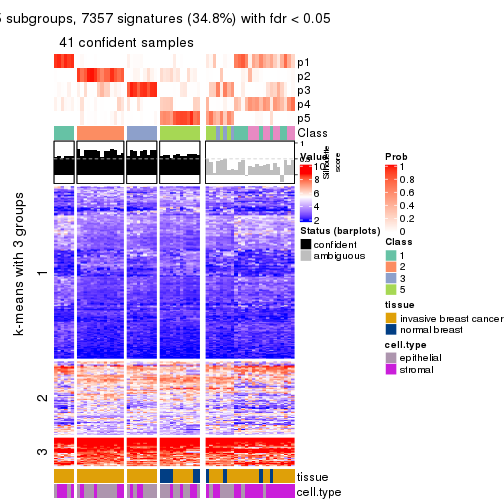 5 subgroups, 7357 signatures (34.8%) with fdr < 0.05
41 confident samples
p1
p2
p3
p4
p5
Class
1
Silhouette
score
k-means with 3 groups
1
2
3
tissue
cell.type
Value
10
8
6
4
2
Status (barplots)
confident
ambiguous
Prob
1
0.8
0.6
0.4
0.2
0
Class
1
2
3
5
tissue
invasive breast cancer
normal breast
cell.type
epithelial
stromal